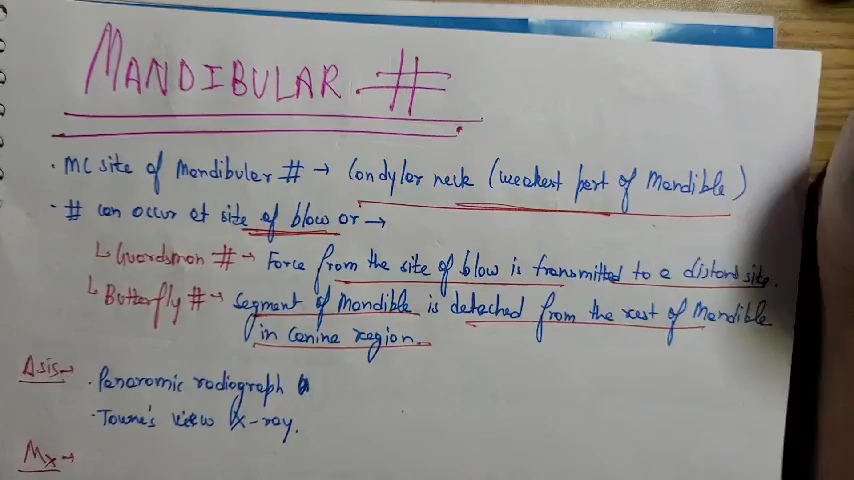 MANDIBULAR #
· MC site of Mandibular # → Condylar neck (weakest part of Mandible)
· # can occur at site of blow or →
↳ Guardsman # → Force from the site of blow is transmitted to a distant site.
↳ Butterfly # → segment of Mandible is detached from the rest of Mandible
in canine region.
Δsis →
· Panaromic radiograph
· Towne's view X-ray.
Mx →